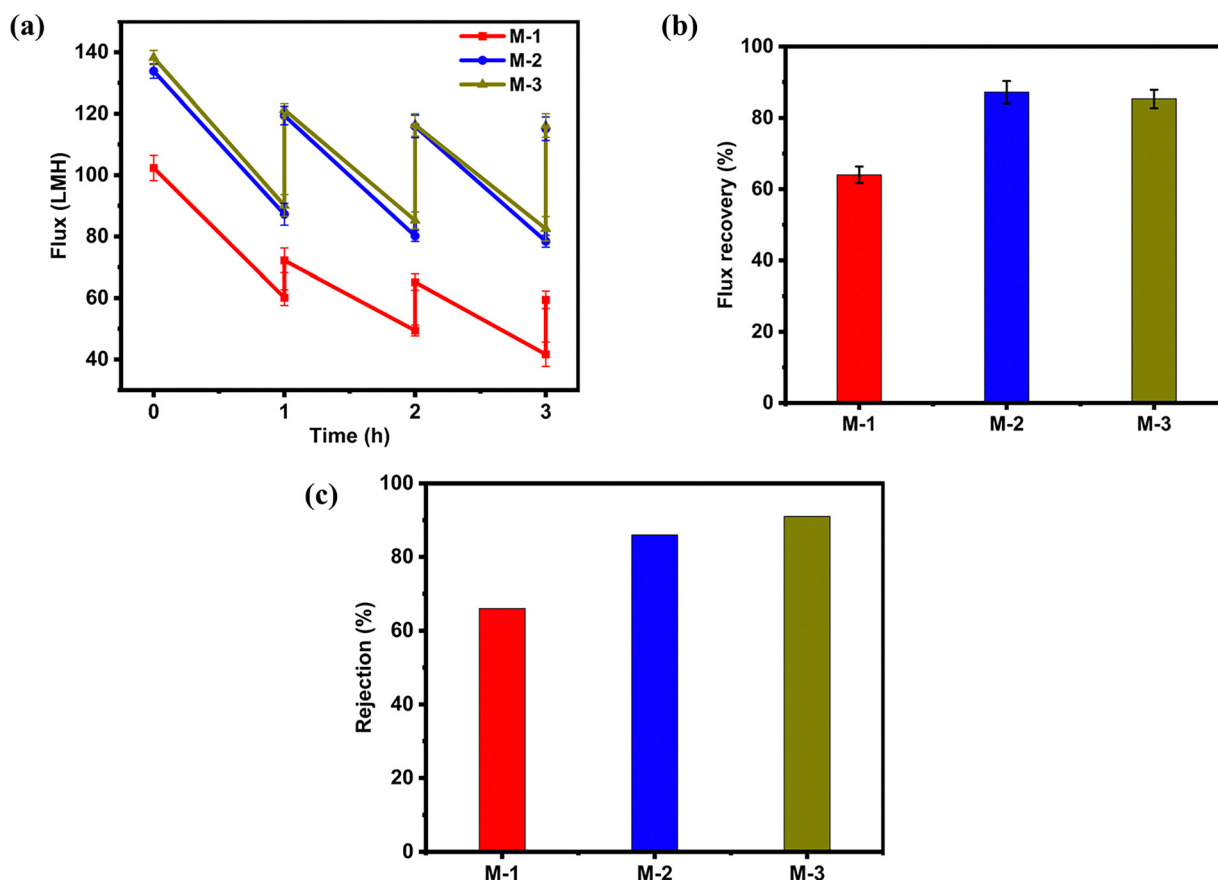 (a)
M-1
M-2
M-3
Flux (LMH)
140
120
100
80
60
40
0 1 2 3
Time (h)
(b)
Flux recovery (%)
100
80
60
40
20
0
M-1 M-2 M-3
(c)
Rejection (%)
100
80
60
40
20
0
M-1 M-2 M-3